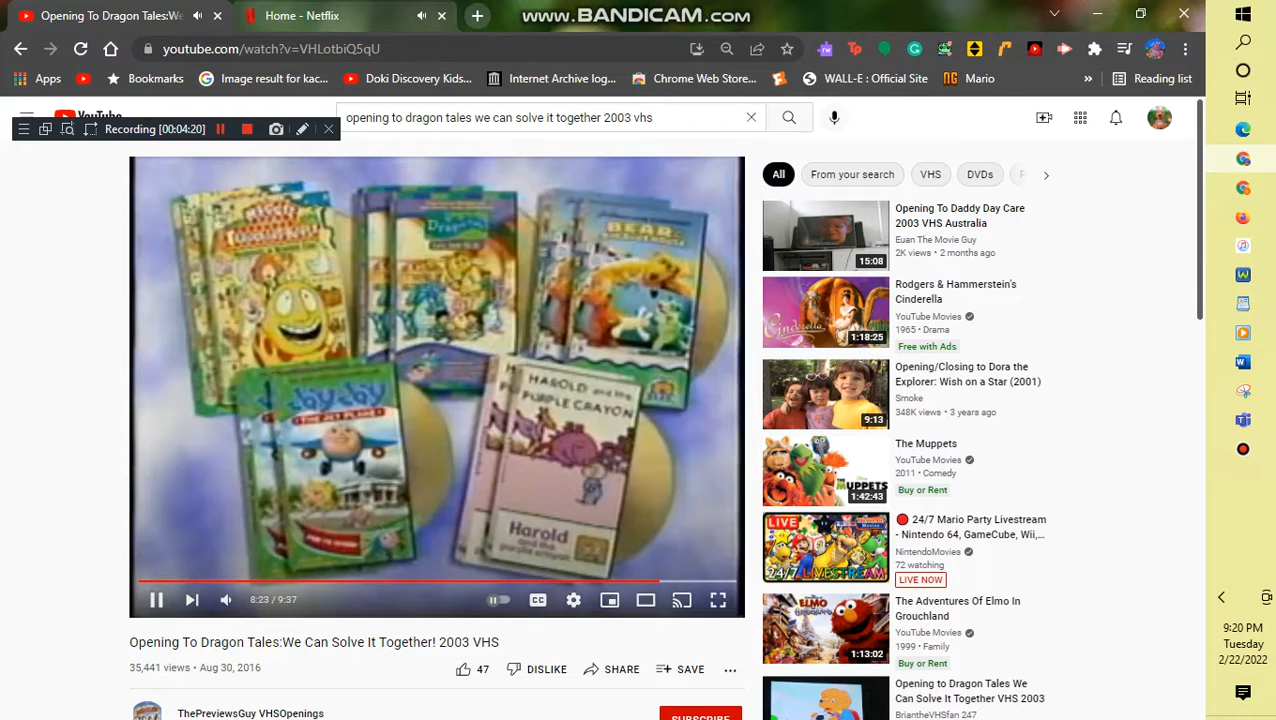 Opening To Dragon Tales:We
Home - Netflix
www.BANDICAM.com
youtube.com/watch?v=VHLotbiQ5qU
Apps
Bookmarks
Image result for kac...
Doki Discovery Kids...
Internet Archive log...
Chrome Web Store...
WALL-E : Official Site
Mario
»
Reading list
opening to dragon tales we can solve it together 2003 vhs
Recording [00:04:20]
All
From your search
VHS
DVDs
BEAR
HAROLD and the
PURPLE CRAYON
Harold
8:23 / 9:37
Opening To Dragon Tales:We Can Solve It Together! 2003 VHS
35,441 views • Aug 30, 2016
47
DISLIKE
SHARE
SAVE
SUBSCRIBE
Opening To Daddy Day Care
2003 VHS Australia
Euan The Movie Guy
2K views • 2 months ago
15:08
Rodgers & Hammerstein's
Cinderella
YouTube Movies
1965 • Drama
Free with Ads
Cinderella
1:18:25
Opening/Closing to Dora the
Explorer: Wish on a Star (2001)
Smoke
348K views • 3 years ago
9:13
The Muppets
YouTube Movies
2011 • Comedy
Buy or Rent
MUPPETS
1:42:43
24/7 Mario Party Livestream
- Nintendo 64, GameCube, Wii,...
NintendoMovies
72 watching
LIVE NOW
LIVE
24/7 LIVESTREAM
The Adventures Of Elmo In
Grouchland
YouTube Movies
1999 • Family
Buy or Rent
ELMO
1:13:02
Opening to Dragon Tales We
Can Solve It Together VHS 2003
BriantheVHSfan 247
9:20 PM
Tuesday
2/22/2022